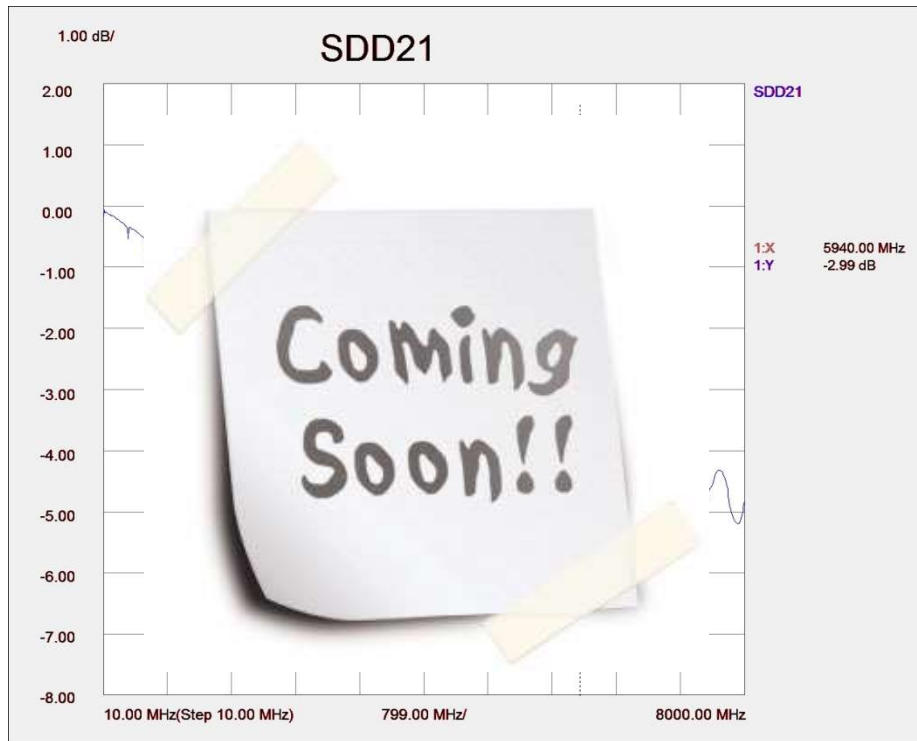 1.00 dB/
SDD21
2.00
1.00
0.00
-1.00
-2.00
-3.00
-4.00
-5.00
-6.00
-7.00
-8.00
SDD21
1:X 5940.00 MHz
1:Y -2.99 dB
Coming
Soon!!
10.00 MHz(Step 10.00 MHz) 799.00 MHz/ 8000.00 MHz